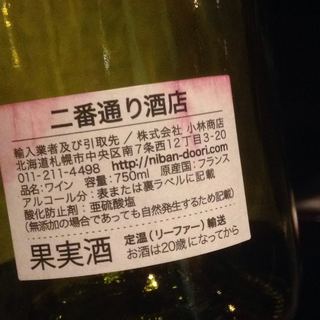 二番通り酒店
輸入業者及び引取先／株式会社 小林商店
北海道札幌市中央区南7条西12丁目3-20
011-211-4498 http://niban-doori.com
品名：ワイン 容量：750ml 原産国：フランス
アルコール分：表または裏ラベルに記載
酸化防止剤：亜硫酸塩
（無添加の場合であっても自然発生するため記載）
果実酒 定温（リーファー）輸送
お酒は20歳になってから